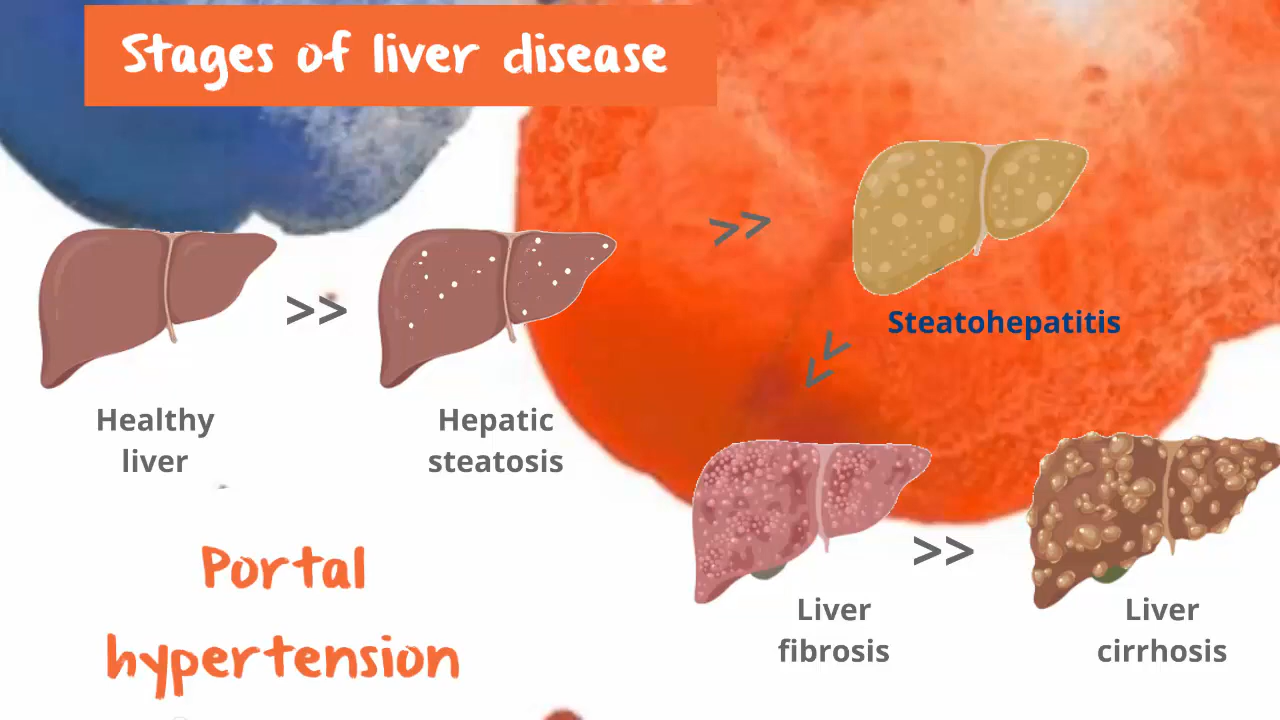 Stages of liver disease
>>
Steatohepatitis
>>
>>
Healthy
liver
Hepatic
steatosis
>>
Liver
fibrosis
Liver
cirrhosis
Portal
hypertension